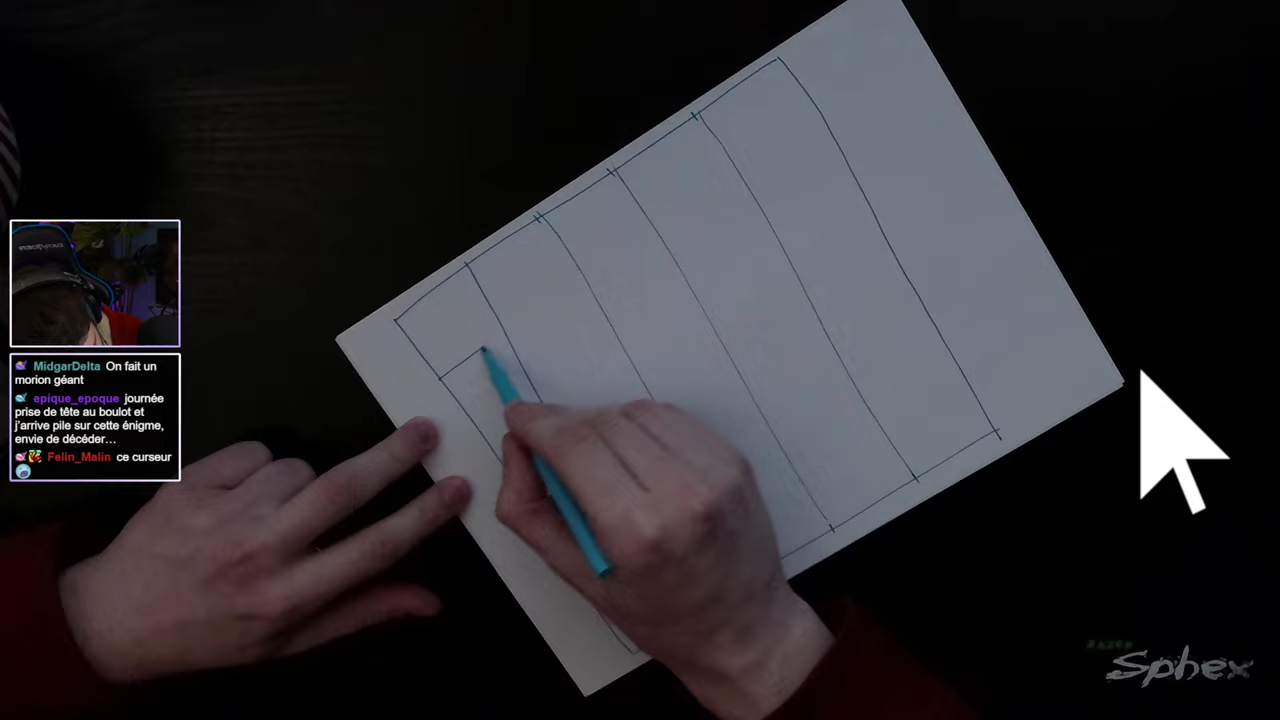 MidgarDelta On fait un
morion géant
epique_epoque journée
prise de tête au boulot et
j'arrive pile sur cette énigme,
envie de décéder…
Felin_Malin ce curseur
RAZER
Sphex